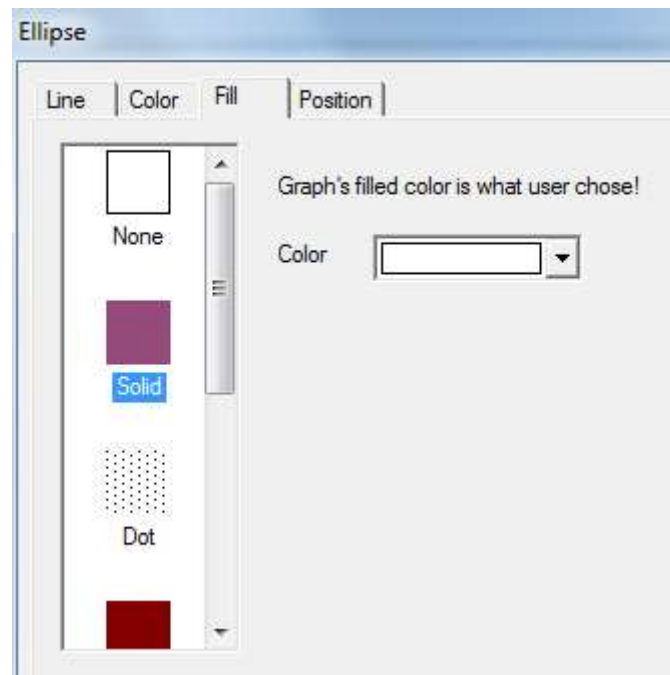 Ellipse
Line Color Fill Position
None
Solid
Dot
Graph's filled color is what user chose!
Color